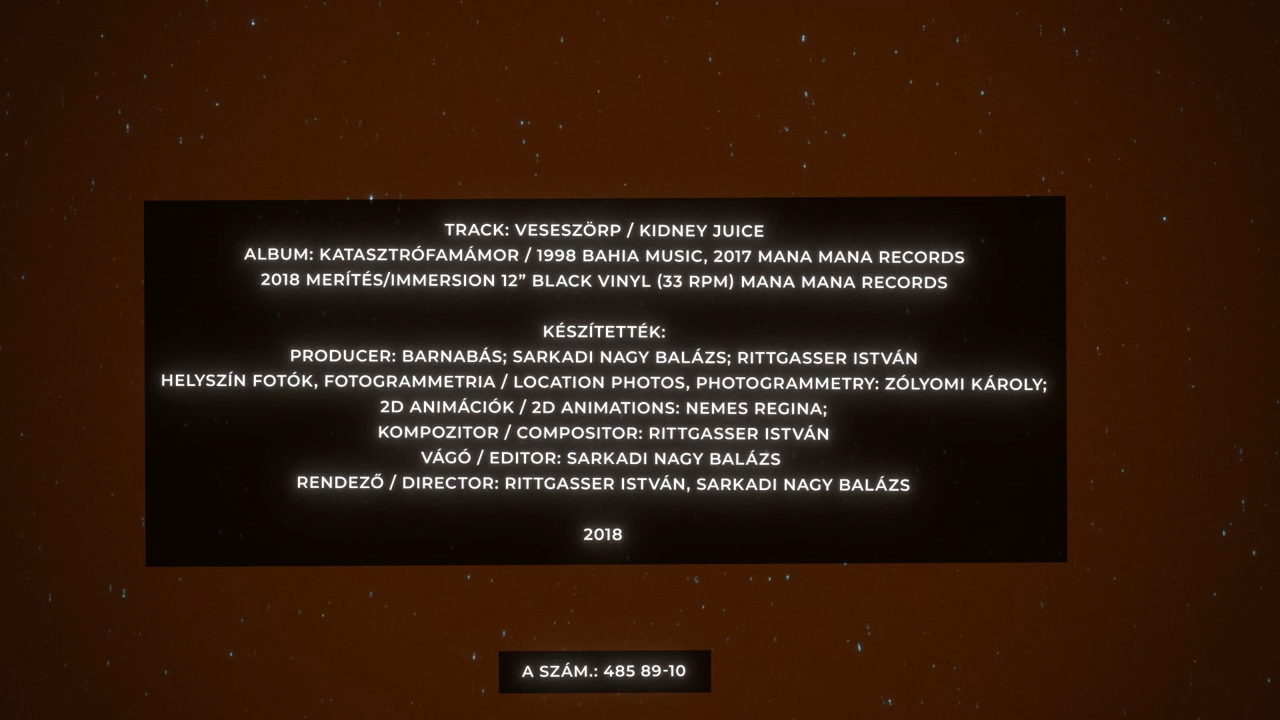 TRACK: VESESZÖRP / KIDNEY JUICE
ALBUM: KATASZTRÓFAMÁMOR / 1998 BAHIA MUSIC, 2017 MANA MANA RECORDS
2018 MERÍTÉS/IMMERSION 12” BLACK VINYL (33 RPM) MANA MANA RECORDS
KÉSZÍTETTÉK:
PRODUCER: BARNABÁS; SARKADI NAGY BALÁZS; RITTGASSER ISTVÁN
HELYSZÍN FOTÓK, FOTOGRAMMETRIA / LOCATION PHOTOS, PHOTOGRAMMETRY: ZÓLYOMI KÁROLY;
2D ANIMÁCIÓK / 2D ANIMATIONS: NEMES REGINA;
KOMPOZITOR / COMPOSITOR: RITTGASSER ISTVÁN
VÁGÓ / EDITOR: SARKADI NAGY BALÁZS
RENDEZŐ / DIRECTOR: RITTGASSER ISTVÁN, SARKADI NAGY BALÁZS
2018
A SZÁM.: 485 89-10